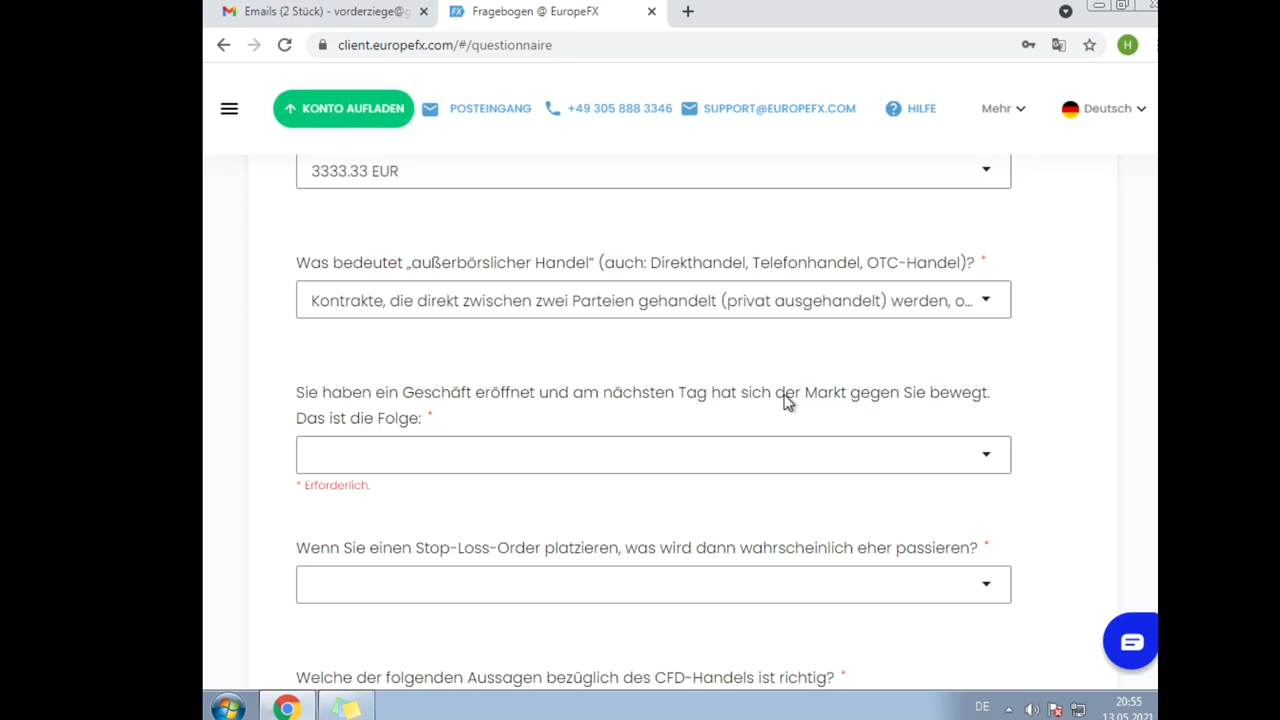 Emails (2 Stück) - vorderziege@g
Fragebogen @ EuropeFX
client.europefx.com/#/questionnaire
H
KONTO AUFLADEN
POSTEINGANG
+49 305 888 3346
SUPPORT@EUROPEFX.COM
HILFE
Mehr
Deutsch
3333.33 EUR
Was bedeutet „außerbörslicher Handel“ (auch: Direkthandel, Telefonhandel, OTC-Handel)? *
Kontrakte, die direkt zwischen zwei Parteien gehandelt (privat ausgehandelt) werden, o...
Sie haben ein Geschäft eröffnet und am nächsten Tag hat sich der Markt gegen Sie bewegt.
Das ist die Folge: *
* Erforderlich.
Wenn Sie einen Stop-Loss-Order platzieren, was wird dann wahrscheinlich eher passieren? *
Welche der folgenden Aussagen bezüglich des CFD-Handels ist richtig? *
DE
20:55
13.05.2021